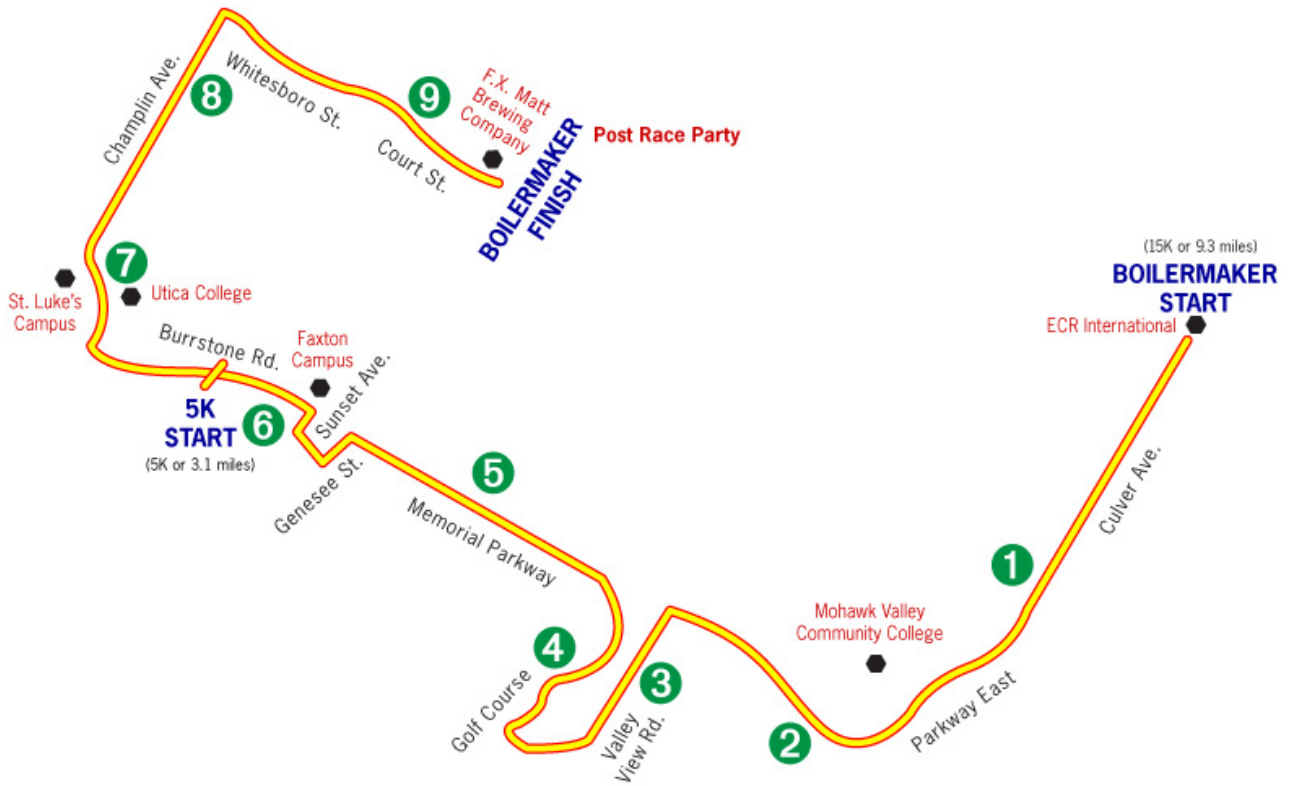 Champlin Ave.
8
Whitesboro St.
9
Court St.
F.X. Matt
Brewing
Company
BOILERMAKER
FINISH
Post Race Party
(15K or 9.3 miles)
BOILERMAKER
START
ECR International
7
St. Luke's
Campus
Utica College
Burrstone Rd.
Faxton
Campus
Sunset Ave.
5K
START
(5K or 3.1 miles)
6
Genesee St.
5
Memorial Parkway
Culver Ave.
1
Mohawk Valley
Community College
4
Golf Course
3
Valley
View Rd.
2
Parkway East